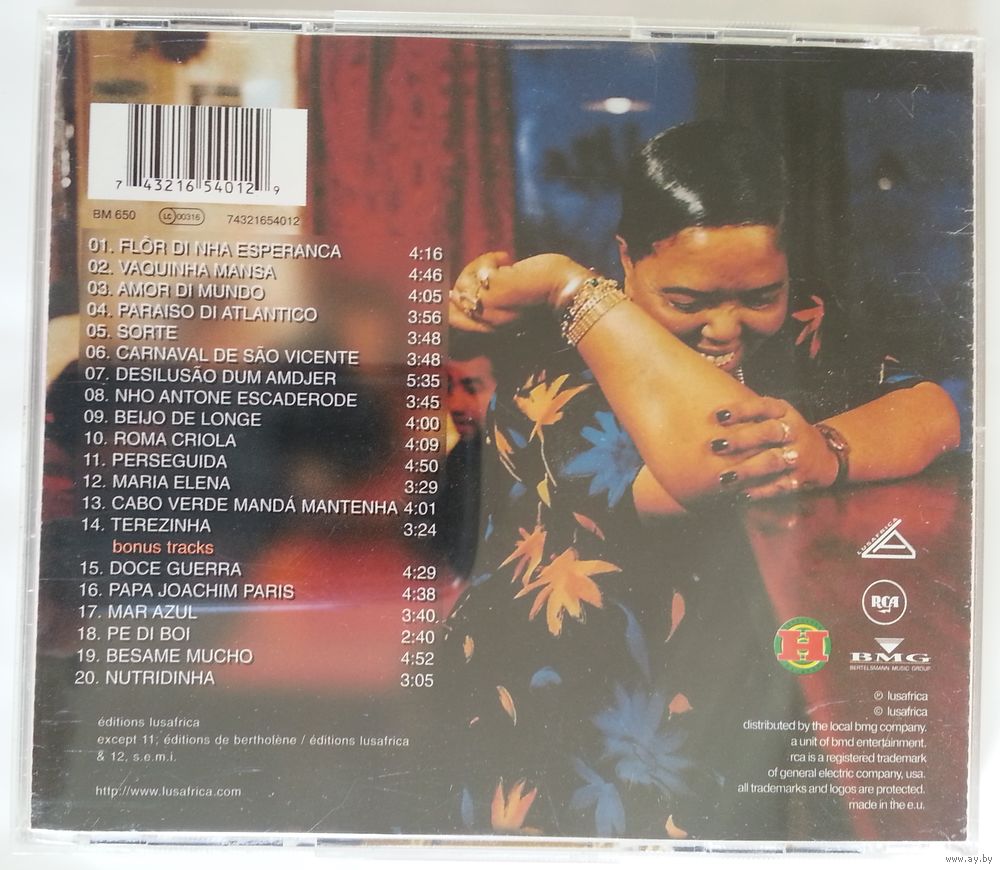 7 43216 54012 9
BM 650 LC 00316 74321654012
01. FLÔR DI NHA ESPERANCA 4:16
02. VAQUINHA MANSA 4:46
03. AMOR DI MUNDO 4:05
04. PARAISO DI ATLANTICO 3:56
05. SORTE 3:48
06. CARNAVAL DE SÃO VICENTE 3:48
07. DESILUSÃO DUM AMDJER 5:35
08. NHO ANTONE ESCADERODE 3:45
09. BEIJO DE LONGE 4:00
10. ROMA CRIOLA 4:09
11. PERSEGUIDA 4:50
12. MARIA ELENA 3:29
13. CABO VERDE MANDÁ MANTENHA 4:01
14. TEREZINHA 3:24
bonus tracks
15. DOCE GUERRA 4:29
16. PAPA JOACHIM PARIS 4:38
17. MAR AZUL 3:40
18. PE DI BOI 2:40
19. BESAME MUCHO 4:52
20. NUTRIDINHA 3:05
éditions lusafrica
except 11; éditions de bertholène / éditions lusafrica
& 12, s.e.m.i.
http://www.lusafrica.com
LUSAFRICA
RCA
H
BMG
BERTELSMANN MUSIC GROUP
℗ lusafrica
© lusafrica
distributed by the local bmg company.
a unit of bmd entertainment.
rca is a registered trademark
of general electric company, usa.
all trademarks and logos are protected.
made in the e.u.
www.ay.by